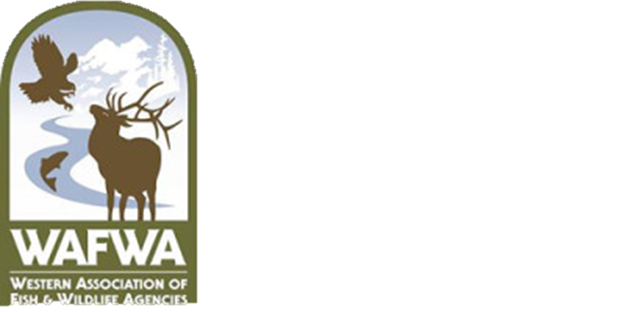 WAFWA
WESTERN ASSOCIATION OF
FISH & WILDLIFE AGENCIES